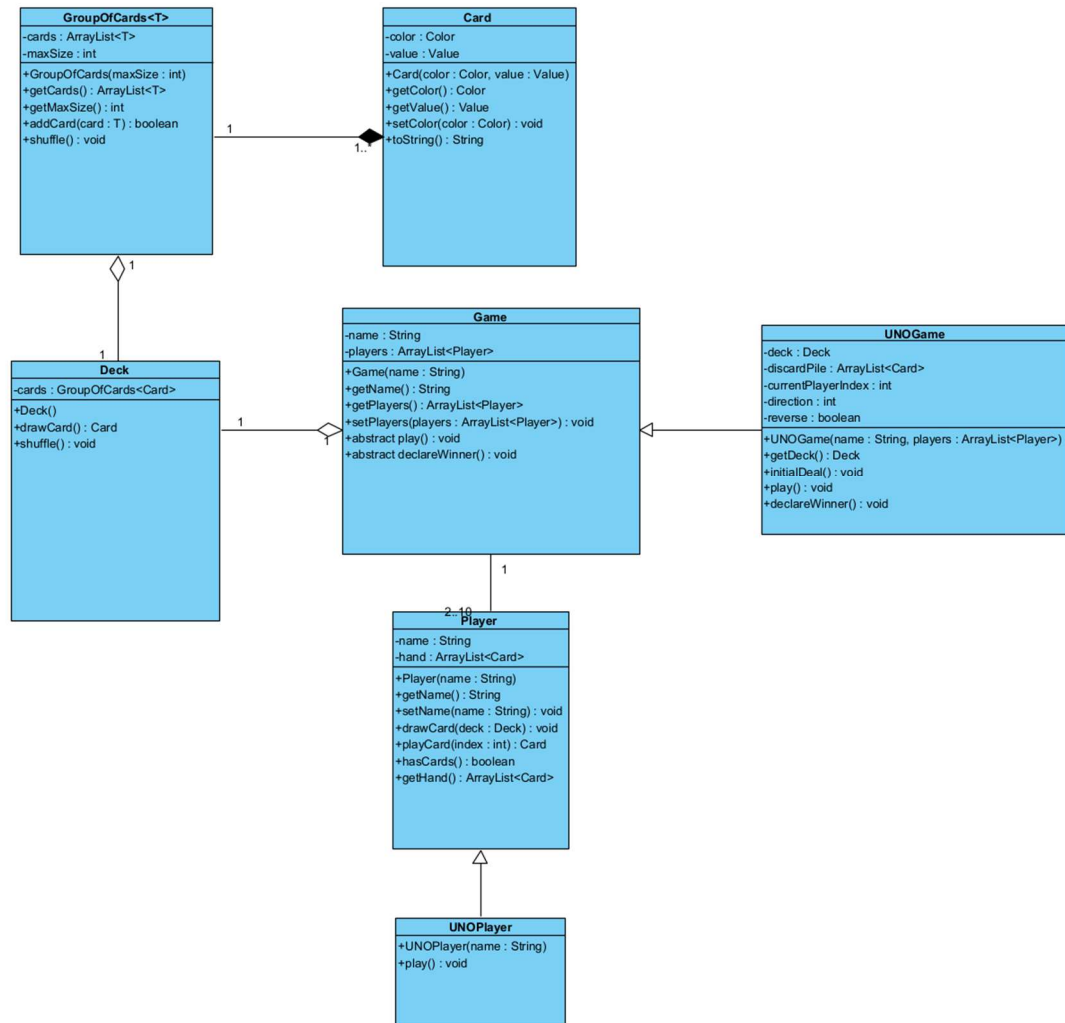 GroupOfCards<T>
-cards : ArrayList<T>
-maxSize : int
+GroupOfCards(maxSize : int)
+getCards() : ArrayList<T>
+getMaxSize() : int
+addCard(card : T) : boolean
+shuffle() : void
Card
-color : Color
-value : Value
+Card(color : Color, value : Value)
+getColor() : Color
+getValue() : Value
+setColor(color : Color) : void
+toString() : String
1
1..*
1
1
Deck
-cards : GroupOfCards<Card>
+Deck()
+drawCard() : Card
+shuffle() : void
1
1
Game
-name : String
-players : ArrayList<Player>
+Game(name : String)
+getName() : String
+getPlayers() : ArrayList<Player>
+setPlayers(players : ArrayList<Player>) : void
+abstract play() : void
+abstract declareWinner() : void
UNOGame
-deck : Deck
-discardPile : ArrayList<Card>
-currentPlayerIndex : int
-direction : int
-reverse : boolean
+UNOGame(name : String, players : ArrayList<Player>)
+getDeck() : Deck
+initialDeal() : void
+play() : void
+declareWinner() : void
1
2..10
Player
-name : String
-hand : ArrayList<Card>
+Player(name : String)
+getName() : String
+setName(name : String) : void
+drawCard(deck : Deck) : void
+playCard(index : int) : Card
+hasCards() : boolean
+getHand() : ArrayList<Card>
UNOPlayer
+UNOPlayer(name : String)
+play() : void